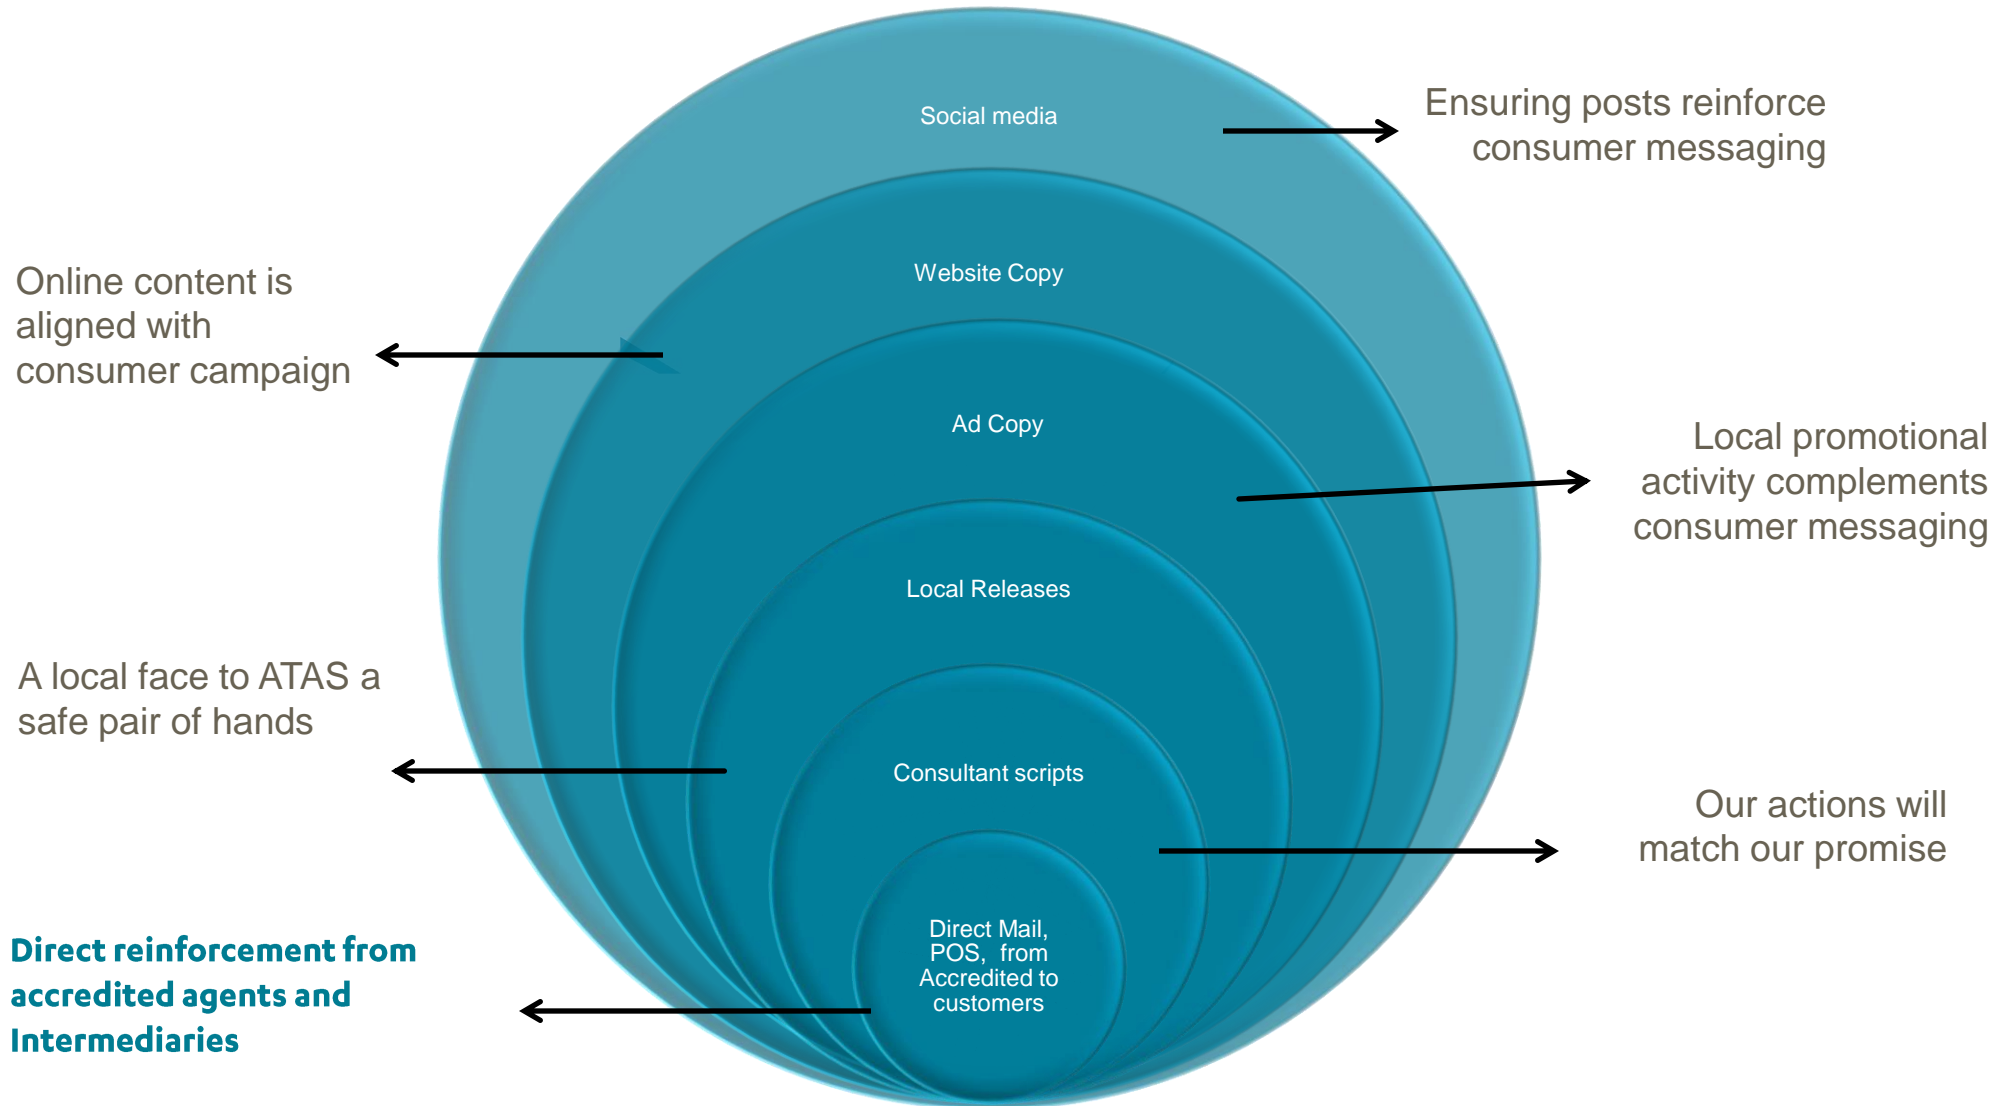 Social media
Ensuring posts reinforce
consumer messaging
Website Copy
Online content is
aligned with
consumer campaign
Ad Copy
Local promotional
activity complements
consumer messaging
Local Releases
A local face to ATAS a
safe pair of hands
Consultant scripts
Our actions will
match our promise
Direct Mail,
POS, from
Accredited to
customers
Direct reinforcement from
accredited agents and
Intermediaries